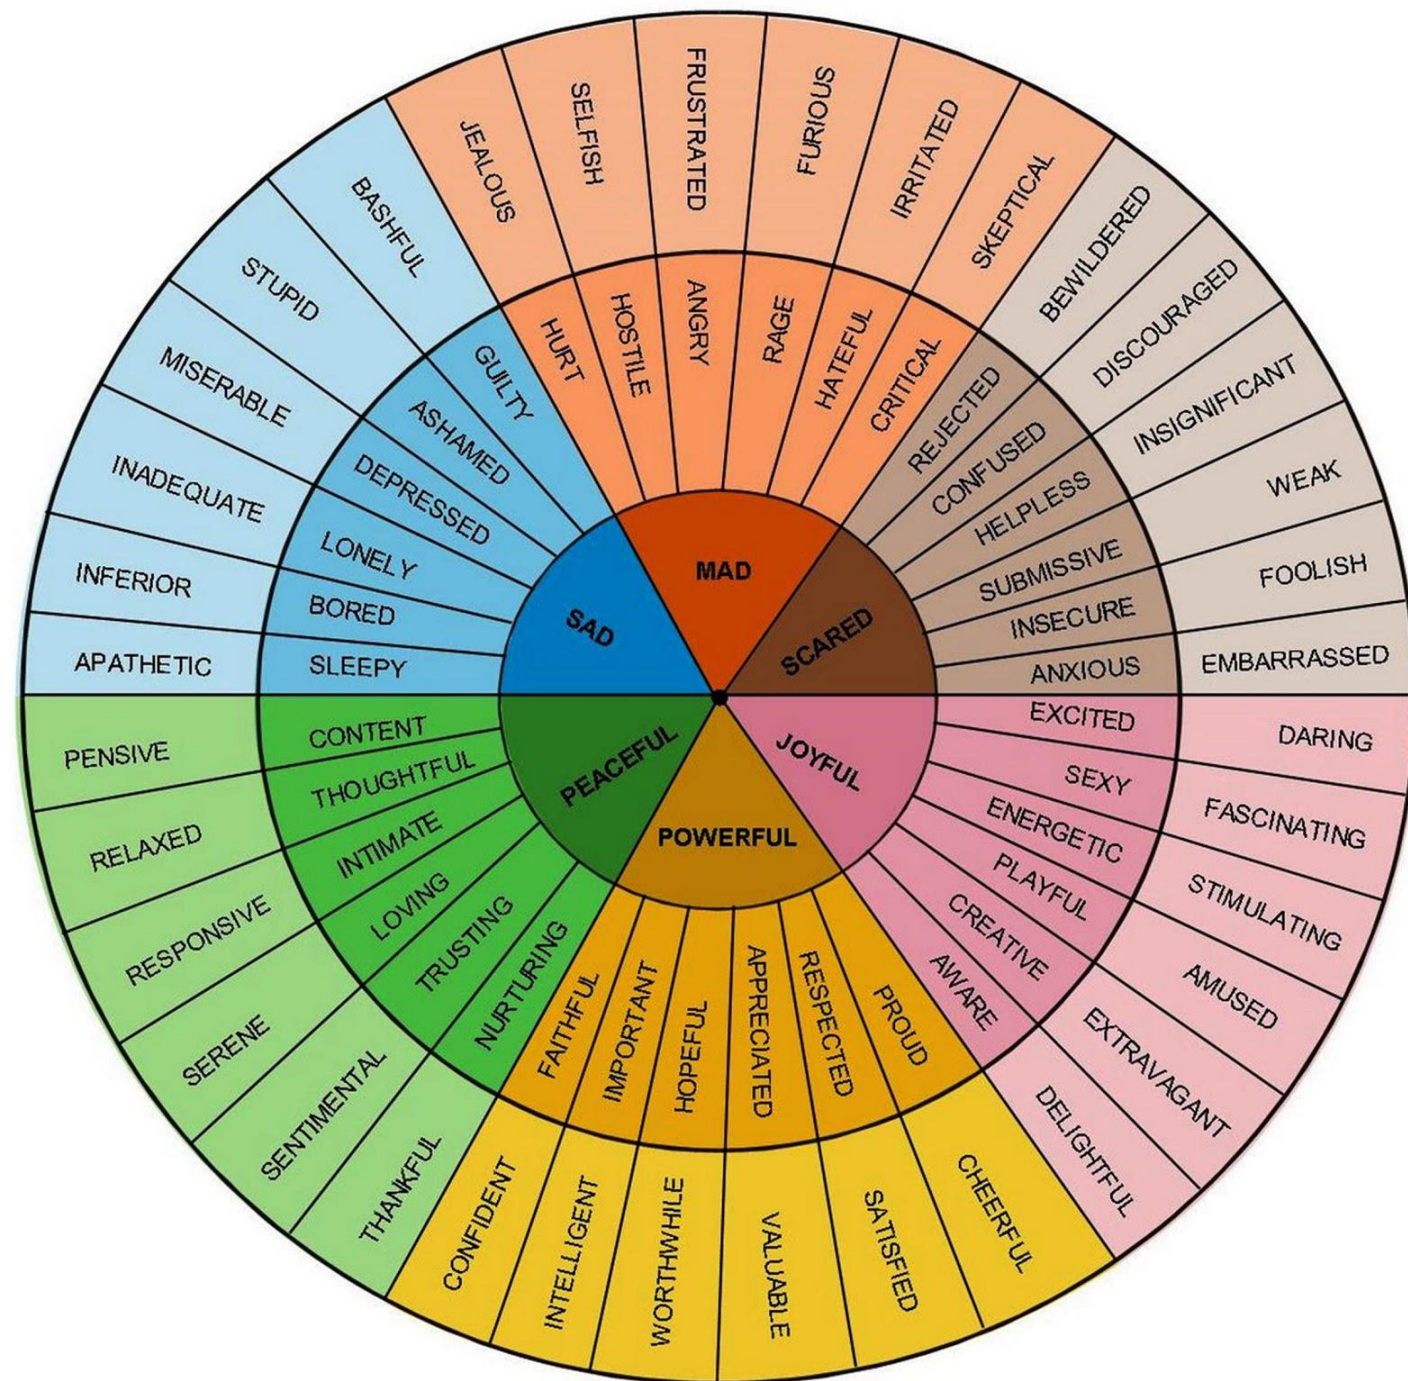 MAD
SCARED
JOYFUL
POWERFUL
PEACEFUL
SAD
HURT
HOSTILE
ANGRY
RAGE
HATEFUL
CRITICAL
REJECTED
CONFUSED
HELPLESS
SUBMISSIVE
INSECURE
ANXIOUS
EXCITED
SEXY
ENERGETIC
PLAYFUL
CREATIVE
AWARE
PROUD
RESPECTED
APPRECIATED
HOPEFUL
IMPORTANT
FAITHFUL
NURTURING
TRUSTING
LOVING
INTIMATE
THOUGHTFUL
CONTENT
SLEEPY
BORED
LONELY
DEPRESSED
ASHAMED
GUILTY
JEALOUS
SELFISH
FRUSTRATED
FURIOUS
IRRITATED
SKEPTICAL
BEWILDERED
DISCOURAGED
INSIGNIFICANT
WEAK
FOOLISH
EMBARRASSED
DARING
FASCINATING
STIMULATING
AMUSED
EXTRAVAGANT
DELIGHTFUL
CHEERFUL
SATISFIED
VALUABLE
WORTHWHILE
INTELLIGENT
CONFIDENT
THANKFUL
SENTIMENTAL
SERENE
RESPONSIVE
RELAXED
PENSIVE
APATHETIC
INFERIOR
INADEQUATE
MISERABLE
STUPID
BASHFUL